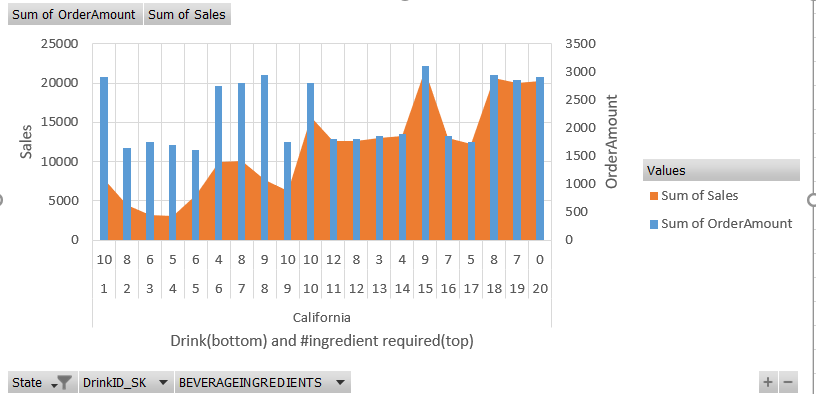 Sum of OrderAmount Sum of Sales
25000 3500
20000 3000
15000 2500
10000 2000
5000 1500
0 1000
500
0
Sales
OrderAmount
10 8 6 5 6 4 8 9 10 10 12 12 3 4 9 7 5 8 7 0
1 2 3 4 5 6 7 8 9 10 11 12 13 14 15 16 17 18 19 20
California
Drink(bottom) and #ingredient required(top)
Values
Sum of Sales
Sum of OrderAmount
State DrinkID_SK BEVERAGEINGREDIENTS + −